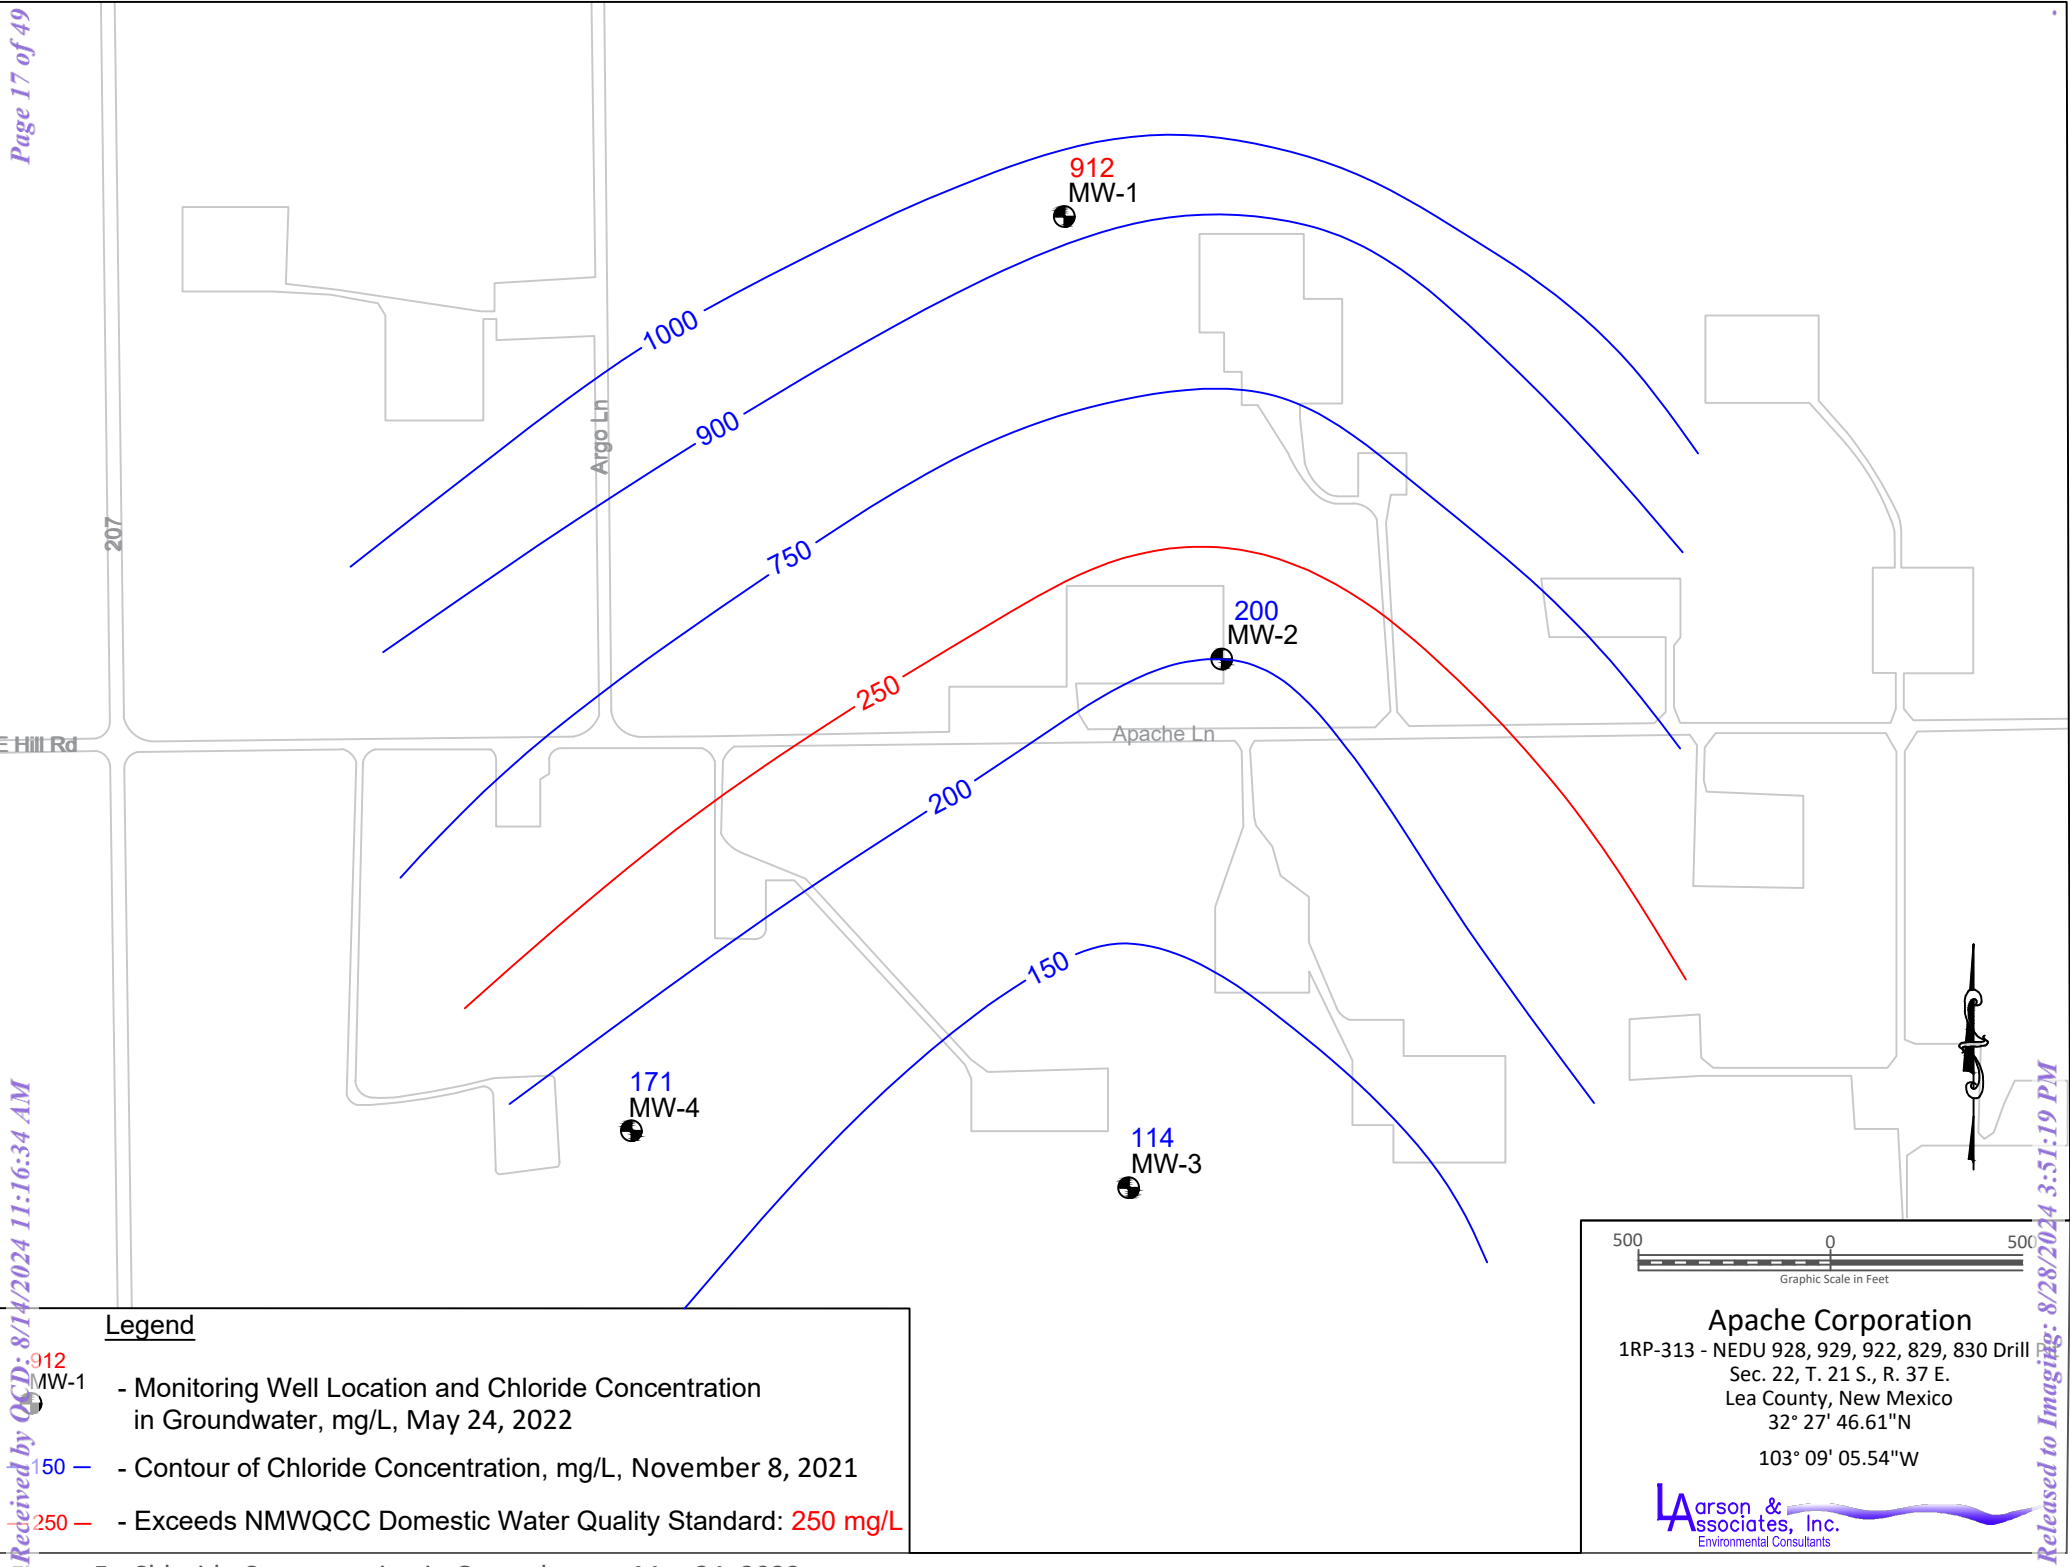 Page 17 of 49
912
MW-1
1000
900
Argo Ln
207
750
200
MW-2
250
E Hill Rd
Apache Ln
200
150
171
MW-4
114
MW-3
Received by OCD: 8/14/2024 11:16:34 AM
Released to Imaging: 8/28/2024 3:51:19 PM
Legend
912
MW-1
- Monitoring Well Location and Chloride Concentration
in Groundwater, mg/L, May 24, 2022
150
- Contour of Chloride Concentration, mg/L, November 8, 2021
250
- Exceeds NMWQCC Domestic Water Quality Standard: 250 mg/L
500 0 500
Graphic Scale in Feet
Apache Corporation
1RP-313 - NEDU 928, 929, 922, 829, 830 Drill
Sec. 22, T. 21 S., R. 37 E.
Lea County, New Mexico
32° 27' 46.61"N
103° 09' 05.54"W
Larson &
Associates, Inc.
Environmental Consultants